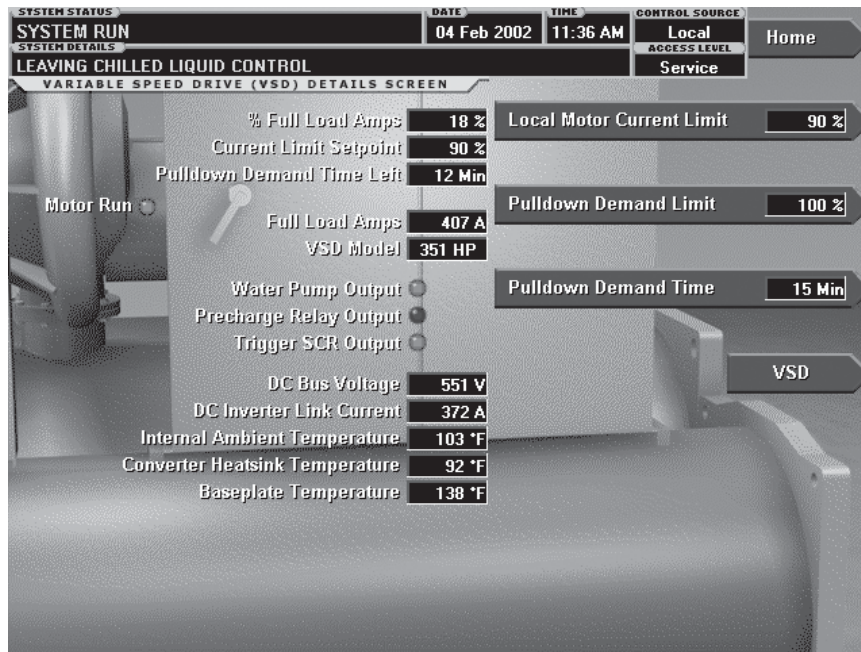 SYSTEM STATUS
SYSTEM RUN
DATE
04 Feb 2002
TIME
11:36 AM
CONTROL SOURCE
Local
Home
SYSTEM DETAILS
LEAVING CHILLED LIQUID CONTROL
ACCESS LEVEL
Service
VARIABLE SPEED DRIVE (VSD) DETAILS SCREEN
% Full Load Amps 18 %
Current Limit Setpoint 90 %
Pulldown Demand Time Left 12 Min
Motor Run
Full Load Amps 407 A
VSD Model 351 HP
Water Pump Output
Precharge Relay Output
Trigger SCR Output
DC Bus Voltage 551 V
DC Inverter Link Current 372 A
Internal Ambient Temperature 103 °F
Converter Heatsink Temperature 92 °F
Baseplate Temperature 138 °F
Local Motor Current Limit 90 %
Pulldown Demand Limit 100 %
Pulldown Demand Time 15 Min
VSD